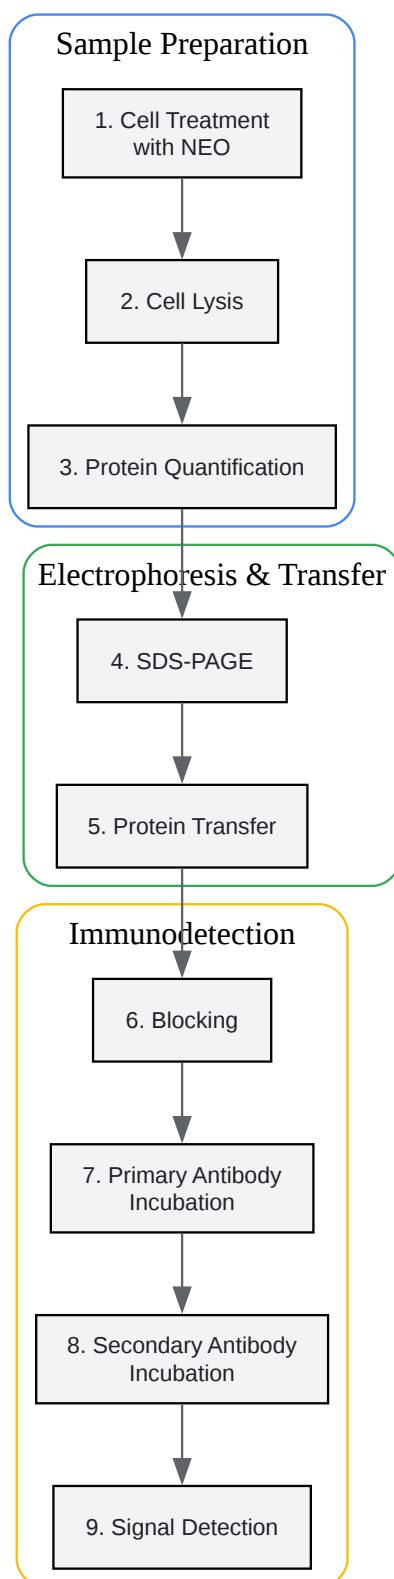 Sample Preparation
1. Cell Treatment
with NEO
2. Cell Lysis
3. Protein Quantification
Electrophoresis & Transfer
4. SDS-PAGE
5. Protein Transfer
Immunodetection
6. Blocking
7. Primary Antibody
Incubation
8. Secondary Antibody
Incubation
9. Signal Detection